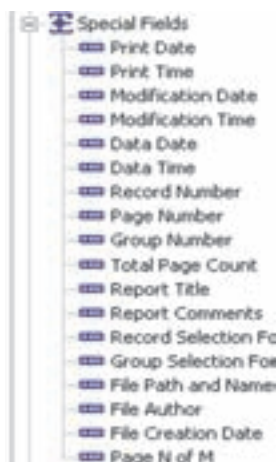 Special Fields
Print Date
Print Time
Modification Date
Modification Time
Data Date
Data Time
Record Number
Page Number
Group Number
Total Page Count
Report Title
Report Comments
Record Selection Fo
Group Selection For
File Path and Name
File Author
File Creation Date
Page N of M